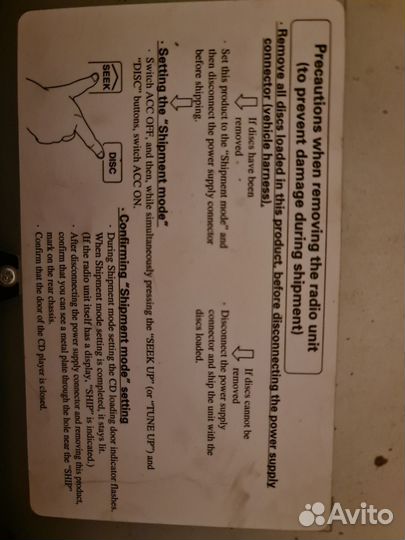 Precautions when removing the radio unit
(to prevent damage during shipment)
· Remove all discs loaded in this product, before disconnecting the power supply
connector (vehicle harness).
If discs have been
removed
· Set this product to the "Shipment mode" and
then disconnect the power supply connector
before shipping.
If discs cannot be
removed
· Disconnect the power supply
connector and ship the unit with the
discs loaded.
· Setting the "Shipment mode"
· Switch ACC OFF, and then, while simultaneously pressing the "SEEK UP" (or "TUNE UP") and
"DISC" buttons, switch ACC ON.
SEEK
DISC
· Confirming "Shipment mode" setting
· During Shipment mode setting the CD loading door indicator flashes.
When Shipment mode setting is completed, it stays lit.
(If the radio unit itself has a display, "SHIP" is indicated.)
· After disconnecting the power supply connector and removing this product,
confirm that you can see a metal plate through the hole near the "SHIP"
mark on the rear chassis.
· Confirm that the door of the CD player is closed.
Avito